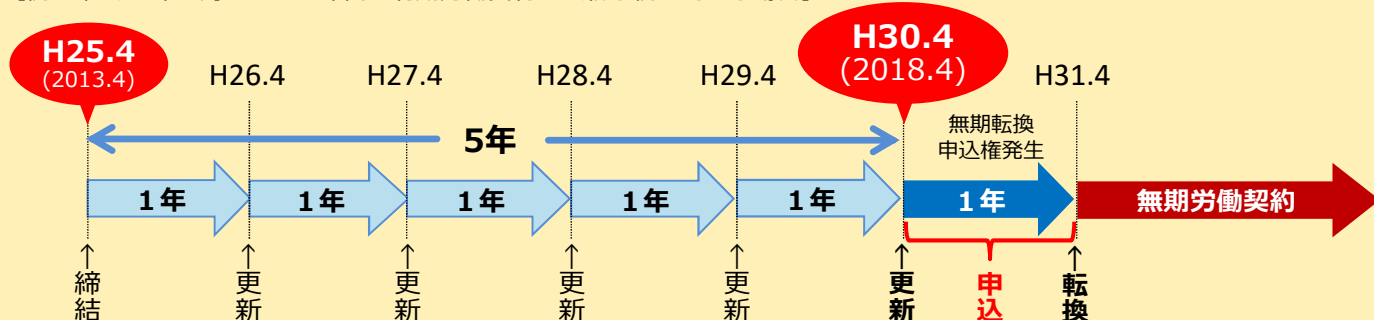 H25.4
(2013.4)
H26.4
H27.4
H28.4
H29.4
H30.4
(2018.4)
H31.4
5年
無期転換
申込権発生
1年
1年
1年
1年
1年
1年
無期労働契約
↑締結
↑更新
↑更新
↑更新
↑更新
↑更新
申込
↑転換